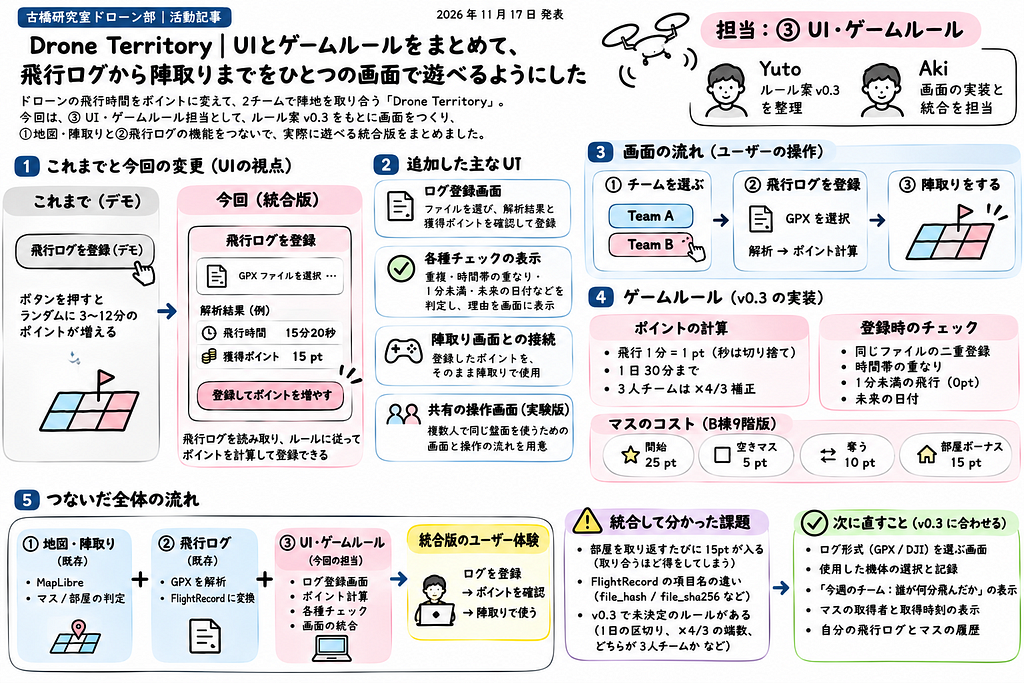 古橋研究室ドローン部 | 活動記事
2026 年 11 月 17 日 発表
Drone Territory | UIとゲームルールをまとめて、
飛行ログから陣取りまでをひとつの画面で遊べるようにした
ドローンの飛行時間をポイントに変えて、2チームで陣地を取り合う「Drone Territory」。
今回は、③ UI・ゲームルール担当として、ルール案 v0.3 をもとに画面をつくり、
①地図・陣取りと②飛行ログの機能をつないで、実際に遊べる統合版をまとめました。
担当：③ UI・ゲームルール
Yuto
ルール案 v0.3
を整理
Aki
画面の実装と
統合を担当
1 これまでと今回の変更（UIの視点）
これまで（デモ）
飛行ログを登録（デモ）
ボタンを押すと
ランダムに 3〜12分の
ポイントが増える
今回（統合版）
飛行ログを登録
GPX ファイルを選択 …
解析結果（例）
飛行時間 15分20秒
獲得ポイント 15 pt
登録してポイントを増やす
飛行ログを読み取り、ルールに従って
ポイントを計算して登録できる
2 追加した主なUI
ログ登録画面
ファイルを選び、解析結果と
獲得ポイントを確認して登録
各種チェックの表示
重複・時間帯の重なり・
1分未満・未来の日付などを
判定し、理由を画面に表示
陣取り画面との接続
登録したポイントを、
そのまま陣取りで使用
共有の操作画面（実験版）
複数人で同じ盤面を使うための
画面と操作の流れを用意
3 画面の流れ（ユーザーの操作）
① チームを選ぶ
Team A
Team B
② 飛行ログを登録
GPX を選択
解析 → ポイント計算
③ 陣取りをする
4 ゲームルール（v0.3 の実装）
ポイントの計算
• 飛行 1分 = 1 pt（秒は切り捨て）
• 1日 30分まで
• 3人チームは ×4/3 補正
登録時のチェック
• 同じファイルの二重登録
• 時間帯の重なり
• 1分未満の飛行（0pt）
• 未来の日付
マスのコスト（B棟9階版）
開始
25 pt
空きマス
5 pt
奪う
10 pt
部屋ボーナス
15 pt
5 つないだ全体の流れ
① 地図・陣取り
（既存）
• MapLibre
• マス / 部屋の判定
+
② 飛行ログ
（既存）
• GPX を解析
• FlightRecord に変換
+
③ UI・ゲームルール
（今回の担当）
• ログ登録画面
• ポイント計算
• 各種チェック
• 画面の統合
統合版のユーザー体験
ログを登録
→ ポイントを確認
→ 陣取りで使う
統合して分かった課題
• 部屋を取り返すたびに 15pt が入る
（取り合うほど得をしてしまう）
• FlightRecord の項目名の違い
（file_hash / file_sha256 など）
• v0.3 で未決定のルールがある
（1日の区切り、×4/3 の端数、
どちらが 3人チームか など）
次に直すこと（v0.3 に合わせる）
• ログ形式（GPX / DJI）を選ぶ画面
• 使用した機体の選択と記録
• 「今週のチーム：誰が何分飛んだか」の表示
• マスの取得者と取得時刻の表示
• 自分の飛行ログとマスの履歴